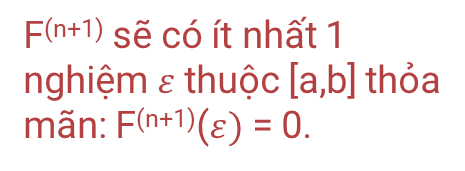 F⁽ⁿ⁺¹⁾ sẽ có ít nhất 1
nghiệm 𝜀 thuộc [a,b] thỏa
mãn: F⁽ⁿ⁺¹⁾(𝜀) = 0.